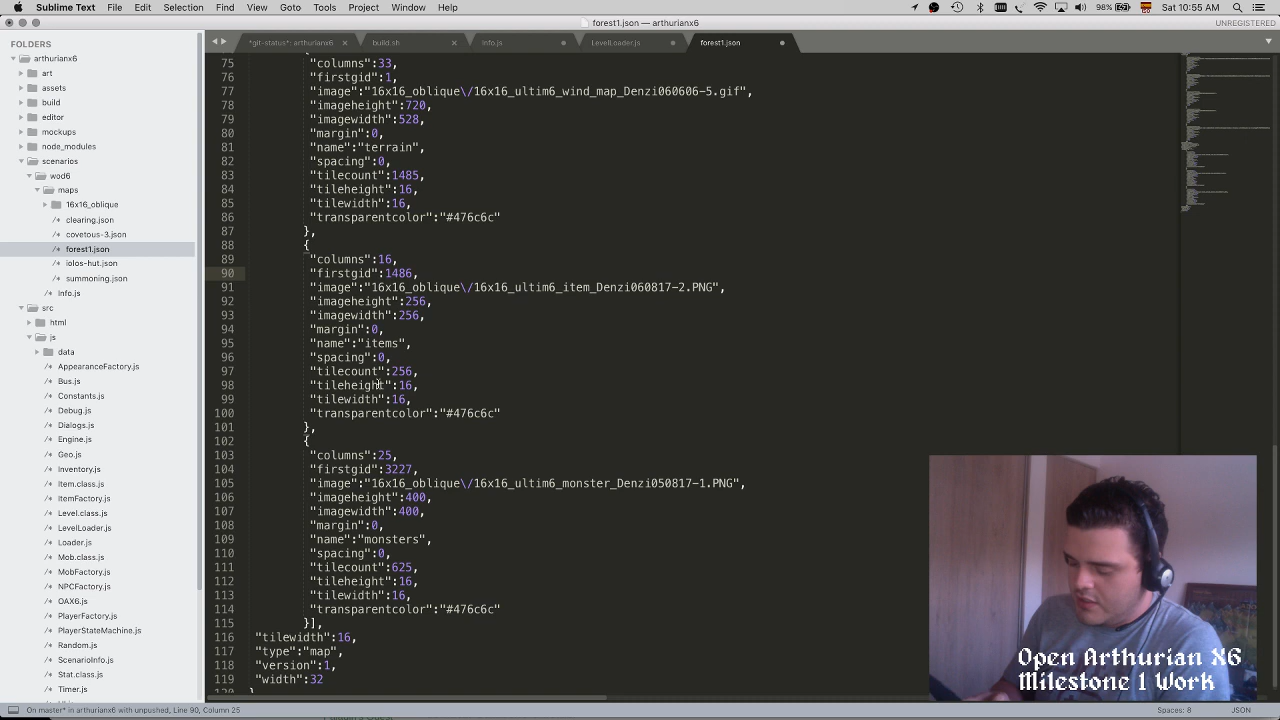 Sublime Text File Edit Selection Find View Goto Tools Project Window Help
98% Sat 10:55 AM
forest1.json — arthurianx6
UNREGISTERED
FOLDERS
*git-status*: arthurianx6 build.sh Info.js LevelLoader.js forest1.json
arthurianx6
art
assets
build
editor
mockups
node_modules
scenarios
wod6
maps
16x16_oblique
clearing.json
covetous-3.json
forest1.json
iolos-hut.json
summoning.json
Info.js
src
html
js
data
AppearanceFactory.js
Bus.js
Constants.js
Debug.js
Dialogs.js
Engine.js
Geo.js
Inventory.js
Item.class.js
ItemFactory.js
Level.class.js
LevelLoader.js
Loader.js
Mob.class.js
MobFactory.js
NPCFactory.js
OAX6.js
PlayerFactory.js
PlayerStateMachine.js
Random.js
ScenarioInfo.js
Stat.class.js
Timer.js
75 "columns":33,
76 "firstgid":1,
77 "image":"16x16_oblique\/16x16_ultim6_wind_map_Denzi060606-5.gif",
78 "imageheight":720,
79 "imagewidth":528,
80 "margin":0,
81 "name":"terrain",
82 "spacing":0,
83 "tilecount":1485,
84 "tileheight":16,
85 "tilewidth":16,
86 "transparentcolor":"#476c6c"
87 },
88 {
89 "columns":16,
90 "firstgid":1486,
91 "image":"16x16_oblique\/16x16_ultim6_item_Denzi060817-2.PNG",
92 "imageheight":256,
93 "imagewidth":256,
94 "margin":0,
95 "name":"items",
96 "spacing":0,
97 "tilecount":256,
98 "tileheight":16,
99 "tilewidth":16,
100 "transparentcolor":"#476c6c"
101 },
102 {
103 "columns":25,
104 "firstgid":3227,
105 "image":"16x16_oblique\/16x16_ultim6_monster_Denzi050817-1.PNG",
106 "imageheight":400,
107 "imagewidth":400,
108 "margin":0,
109 "name":"monsters",
110 "spacing":0,
111 "tilecount":625,
112 "tileheight":16,
113 "tilewidth":16,
114 "transparentcolor":"#476c6c"
115 }],
116 "tilewidth":16,
117 "type":"map",
118 "version":1,
119 "width":32
120 }
Open Arthurian X6
Milestone 1 Work
On master* in arthurianx6 with unpushed, Line 90, Column 25
Spaces: 8 JSON